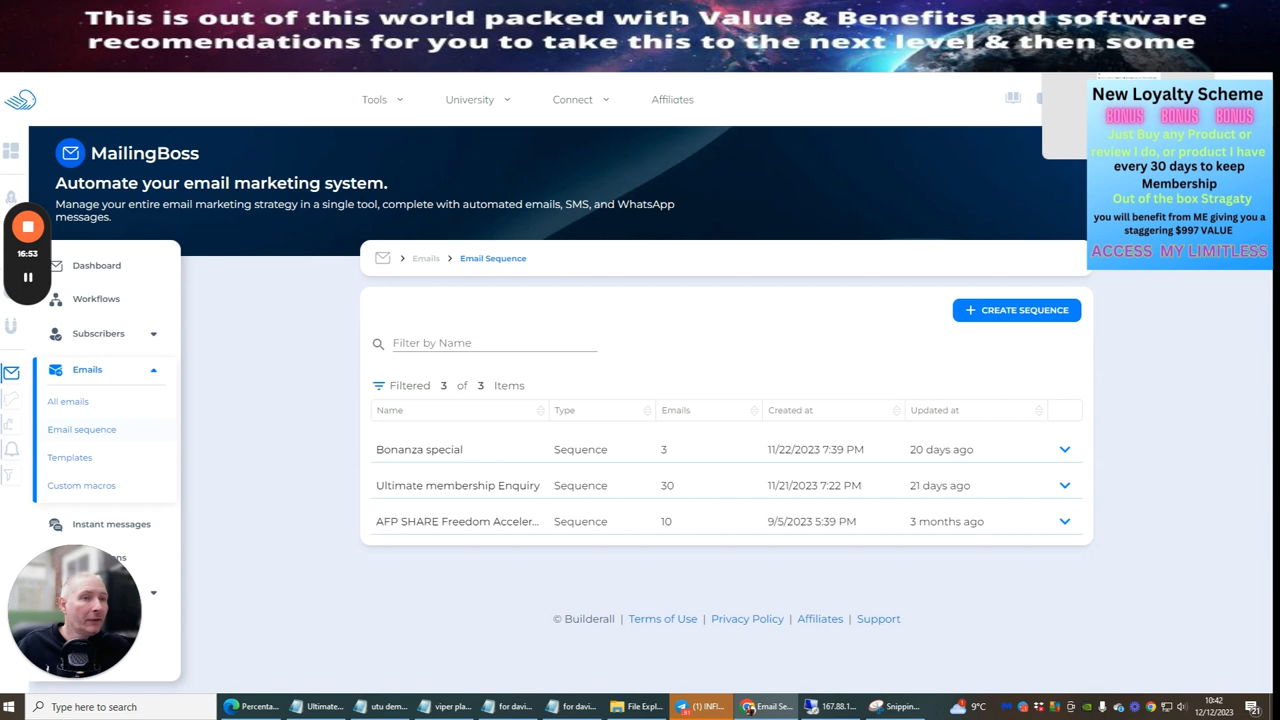 This is out of this world packed with Value & Benefits and software
recomendations for you to take this to the next level & then some
Tools
University
Connect
Affiliates
New Loyalty Scheme
BONUS BONUS BONUS
Just Buy any Product or
review I do, or product I have
every 30 days to keep
Membership
Out of the box Stragaty
you will benefit from ME giving you a
staggering $997 VALUE
ACCESS MY LIMITLESS
MailingBoss
Automate your email marketing system.
Manage your entire email marketing strategy in a single tool, complete with automated emails, SMS, and WhatsApp
messages.
16:53
Dashboard
Workflows
Subscribers
Emails
All emails
Email sequence
Templates
Custom macros
Instant messages
Emails
Email Sequence
CREATE SEQUENCE
Filter by Name
Filtered 3 of 3 Items
Name Type Emails Created at Updated at
Bonanza special Sequence 3 11/22/2023 7:39 PM 20 days ago
Ultimate membership Enquiry Sequence 30 11/21/2023 7:22 PM 21 days ago
AFP SHARE Freedom Acceler... Sequence 10 9/5/2023 5:39 PM 3 months ago
© Builderall | Terms of Use | Privacy Policy | Affiliates | Support
Type here to search
Percenta...
Ultimate...
utu demo...
viper pla...
for davi...
for davi...
File Expl...
(1) INFI...
Email Se...
167.88.1...
Snippin...
9°C
10:42
12/12/2023
21